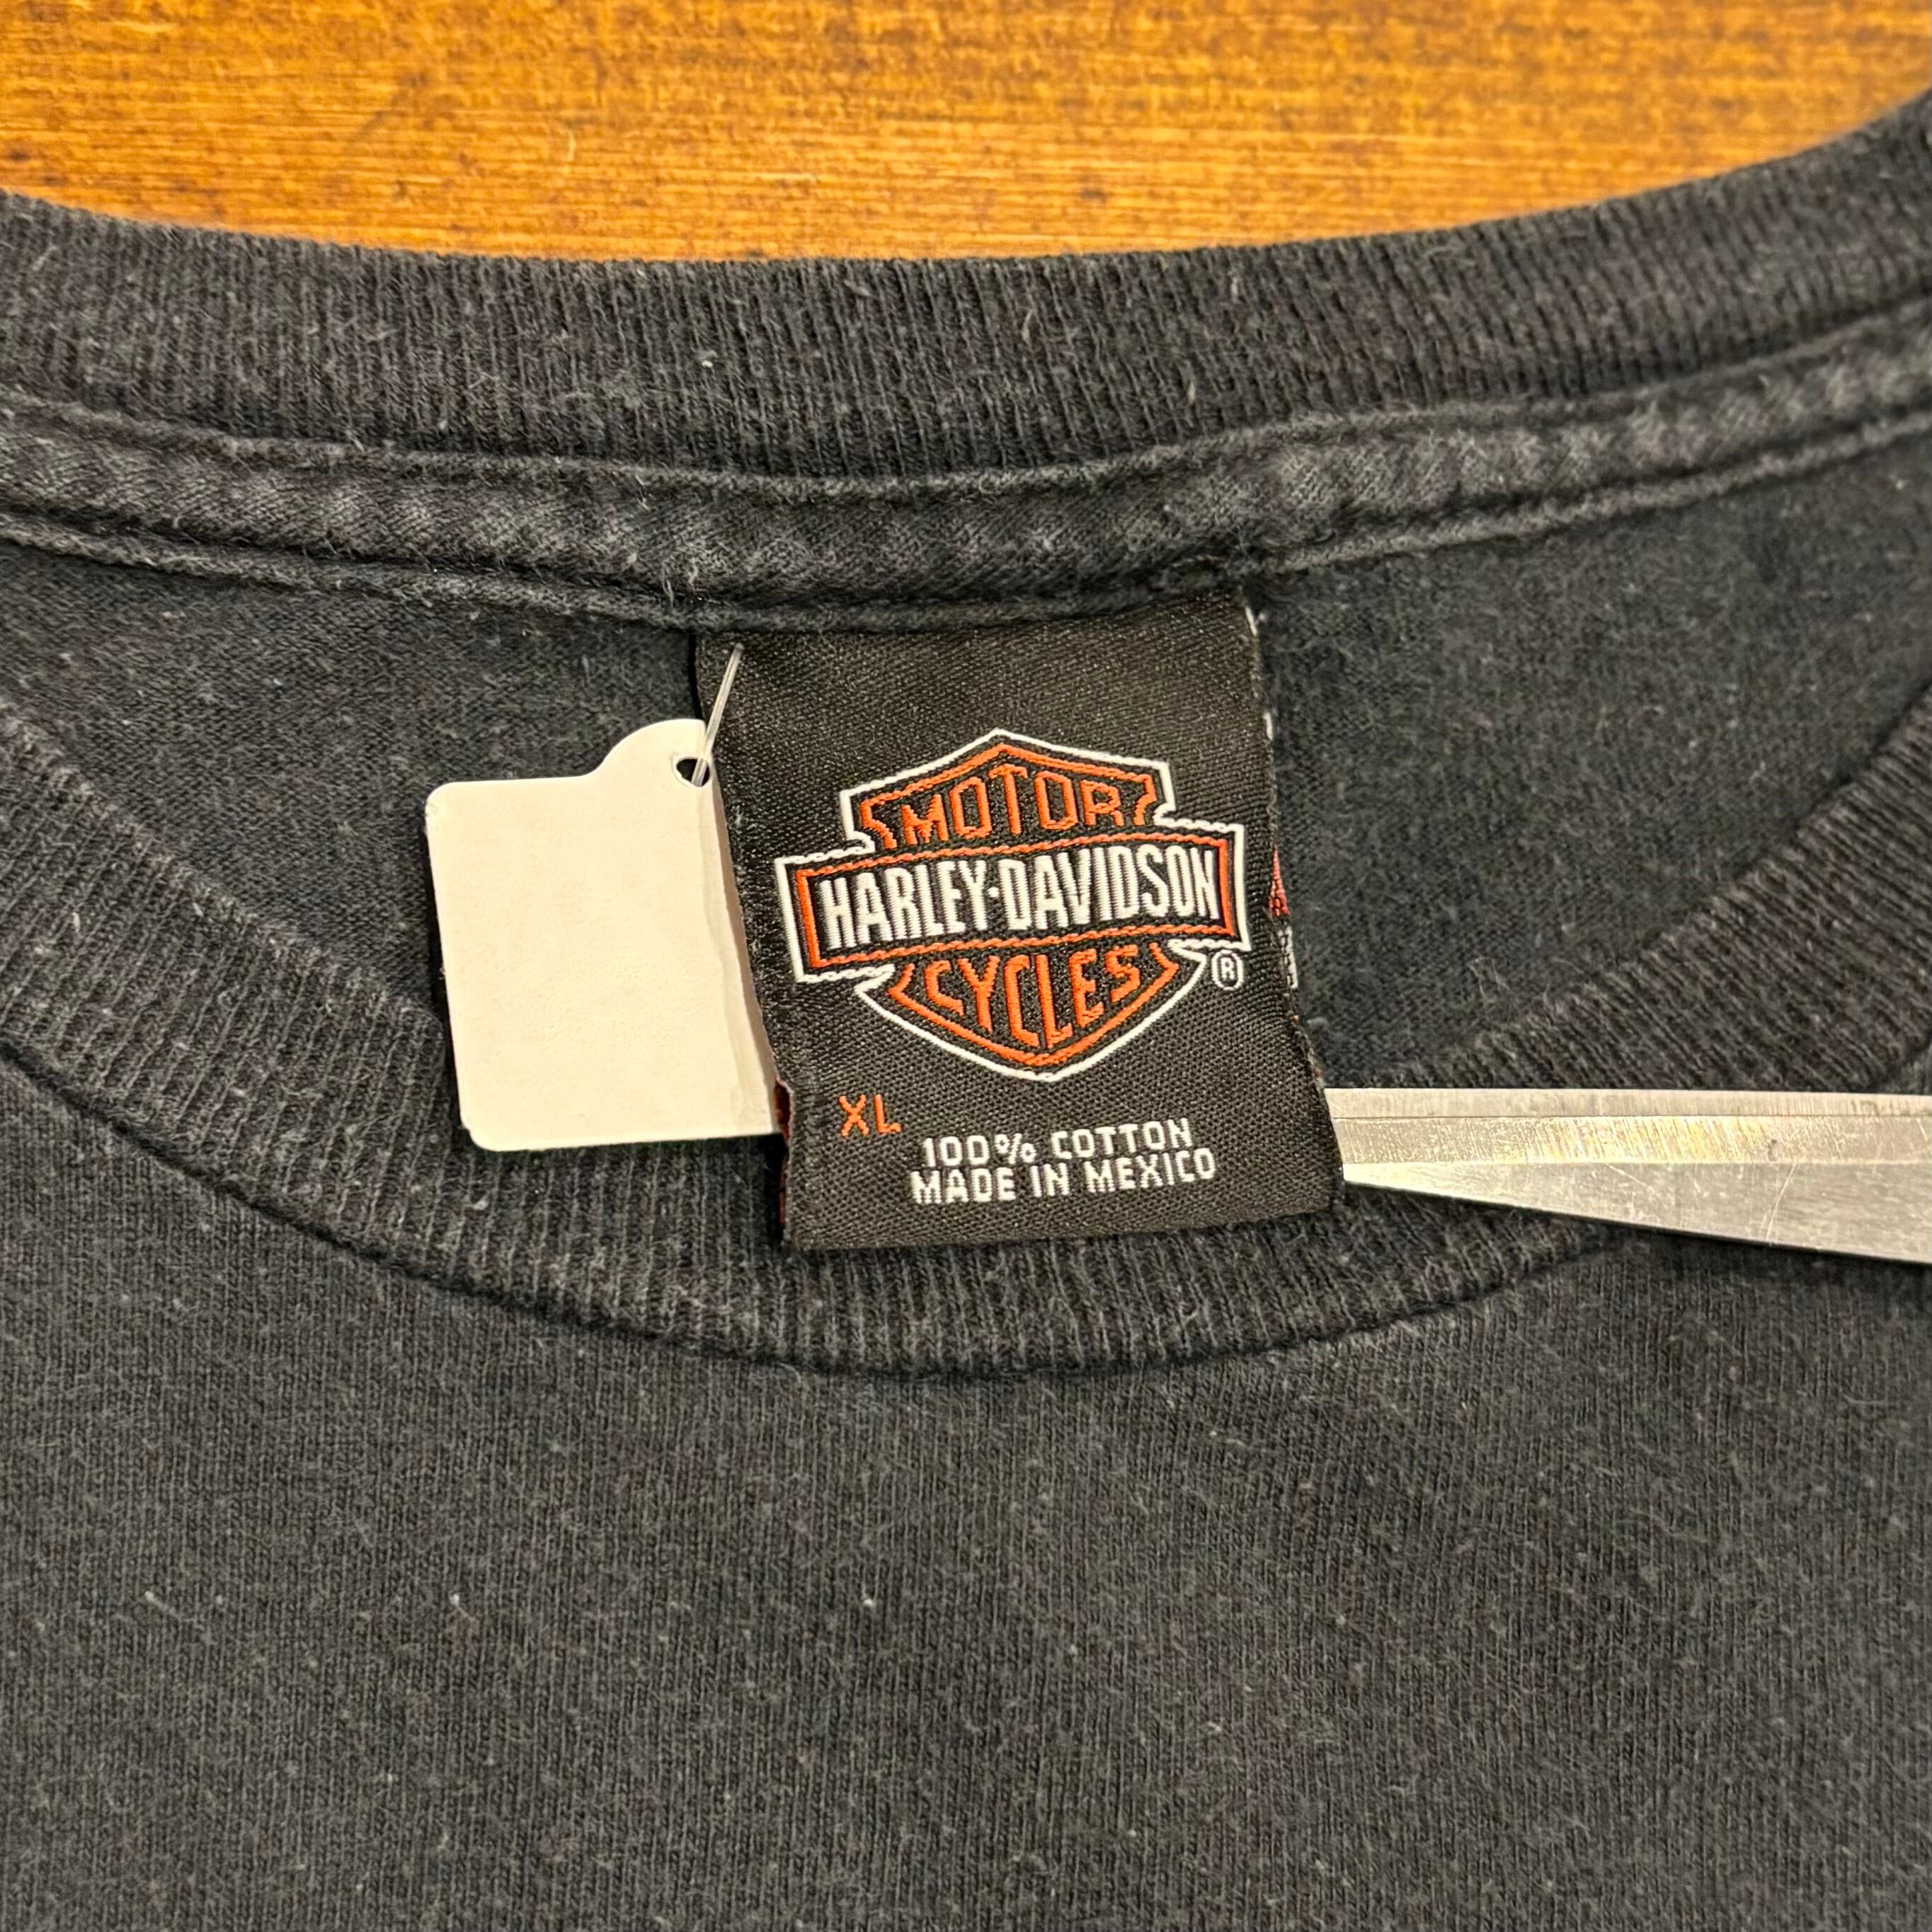 MOTOR
HARLEY-DAVIDSON
CYCLES
®
XL
100% COTTON
MADE IN MEXICO